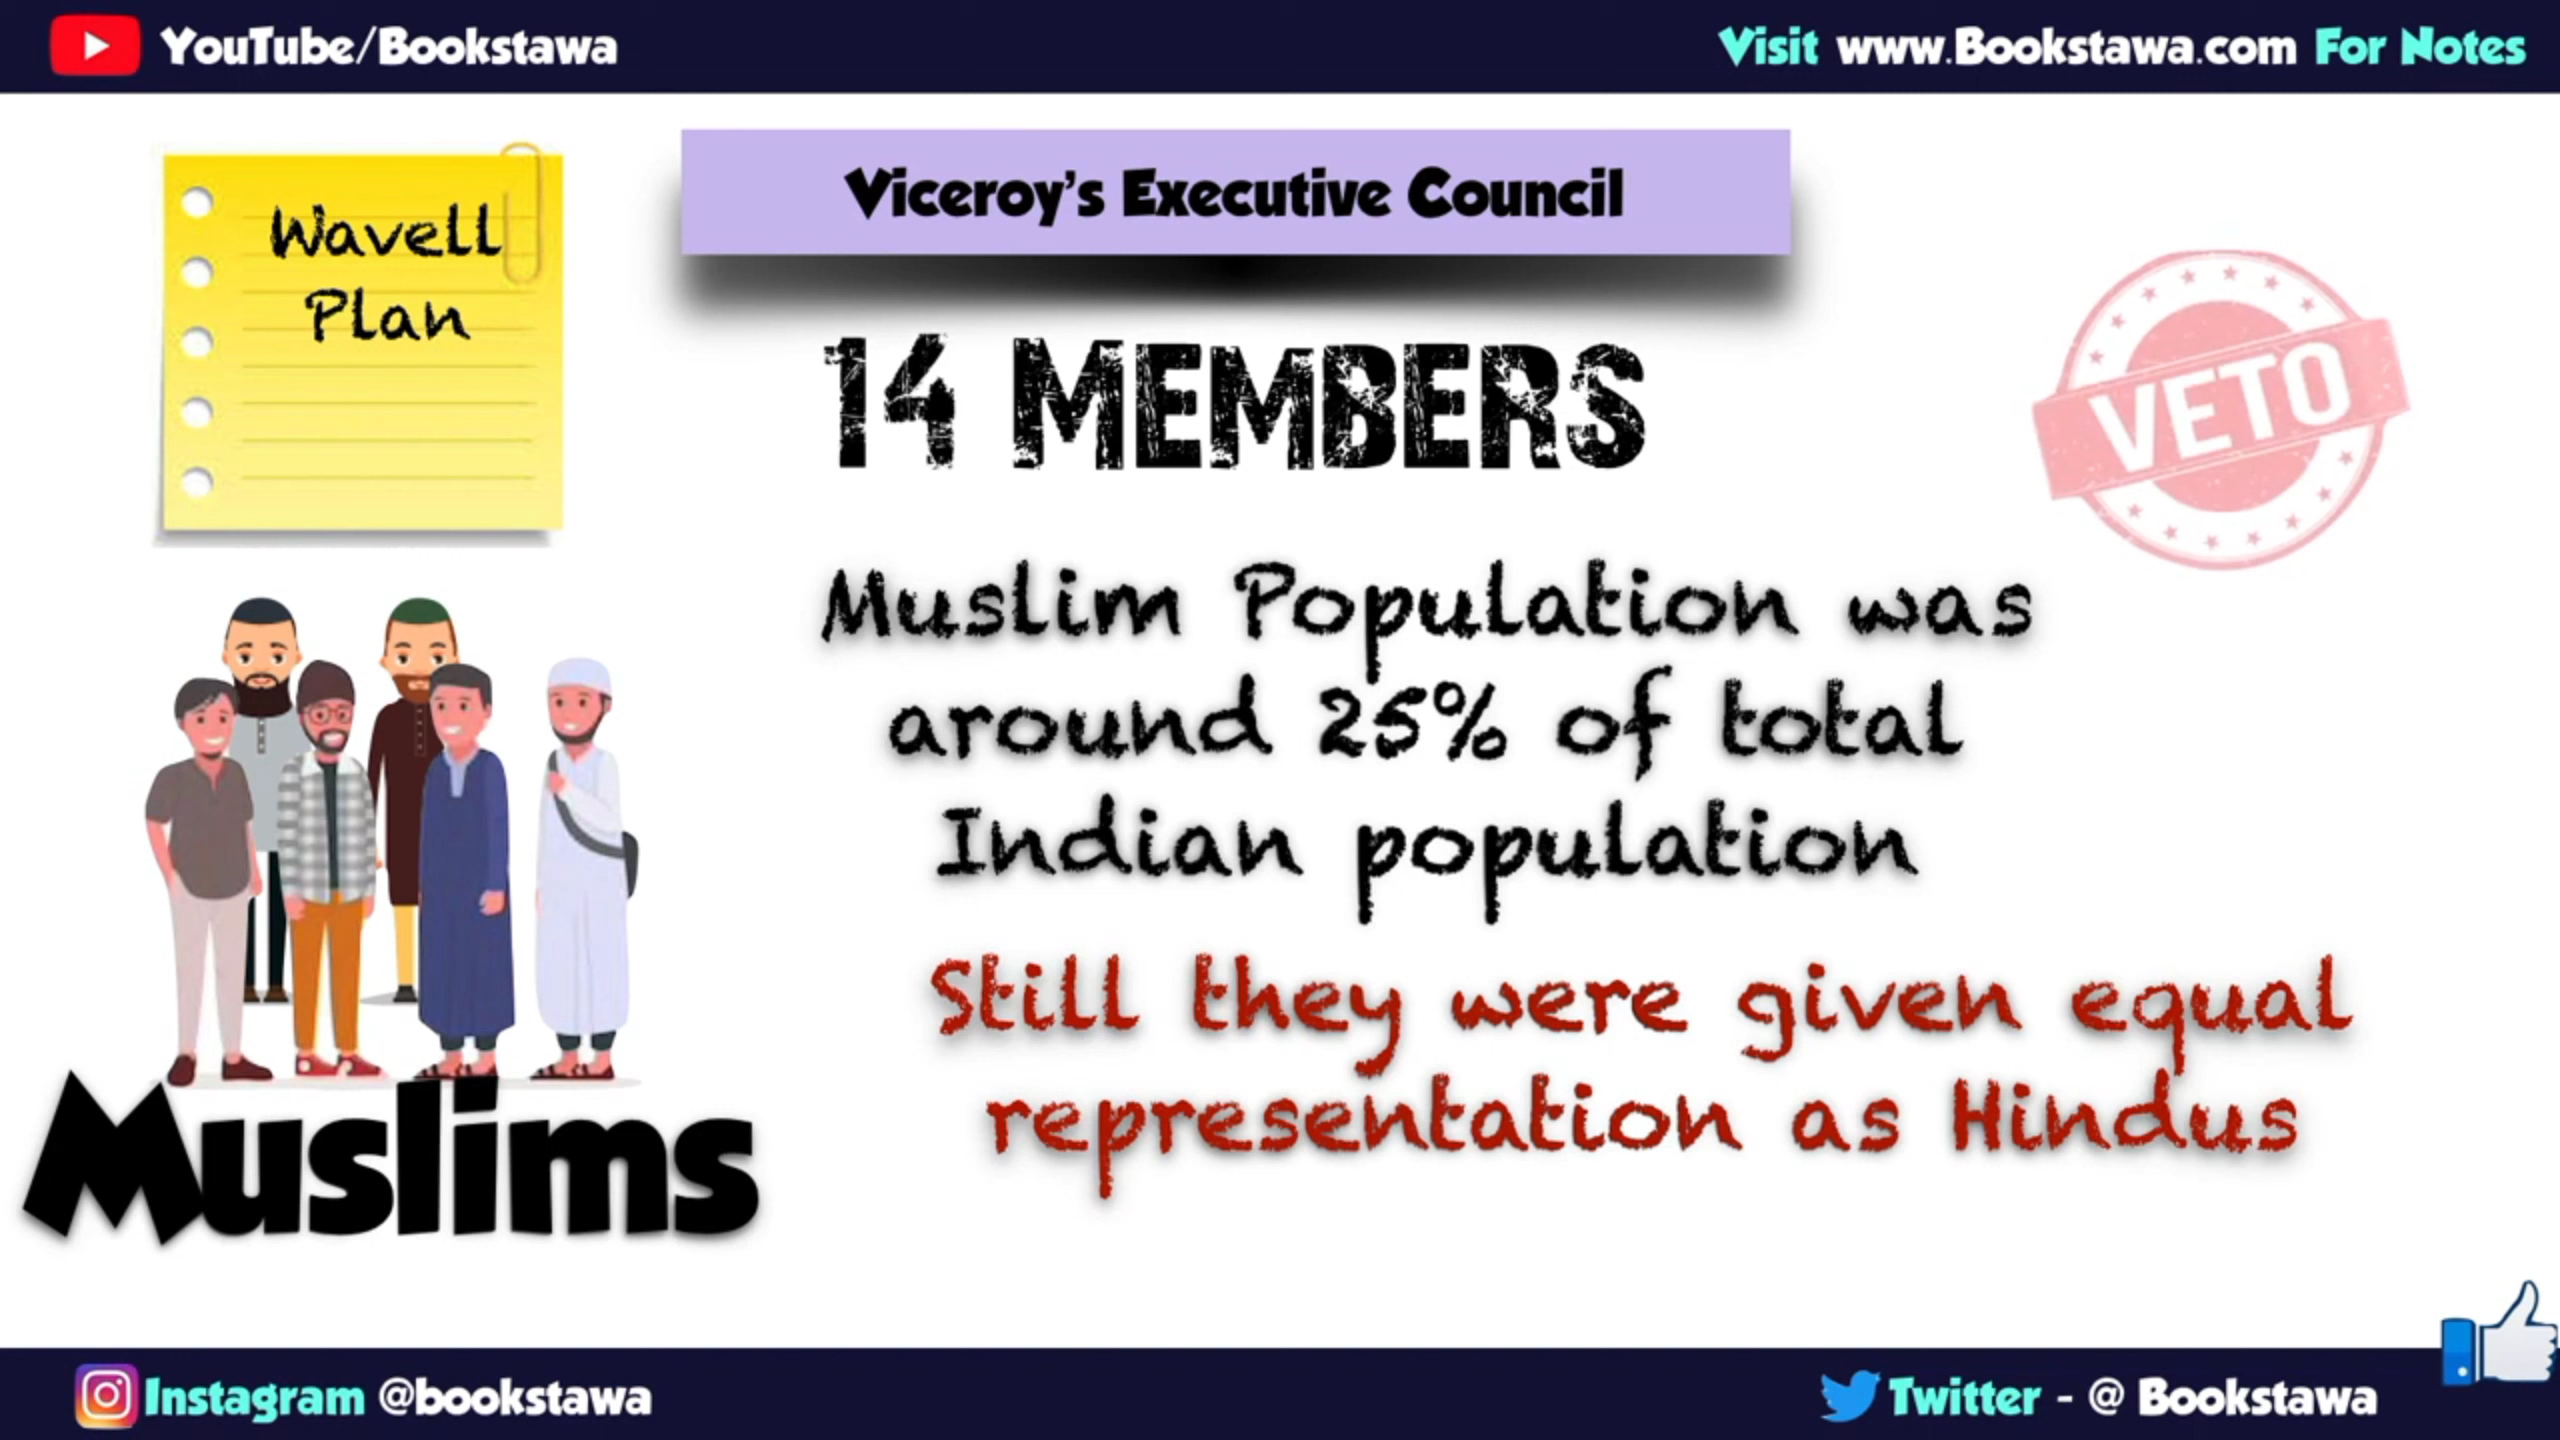 YouTube/Bookstawa
Visit www.Bookstawa.com For Notes
Wavell
Plan
Viceroy's Executive Council
14 MEMBERS
VETO
Muslim Population was
around 25% of total
Indian population
Still they were given equal
representation as Hindus
Muslims
Instagram @bookstawa
Twitter - @ Bookstawa